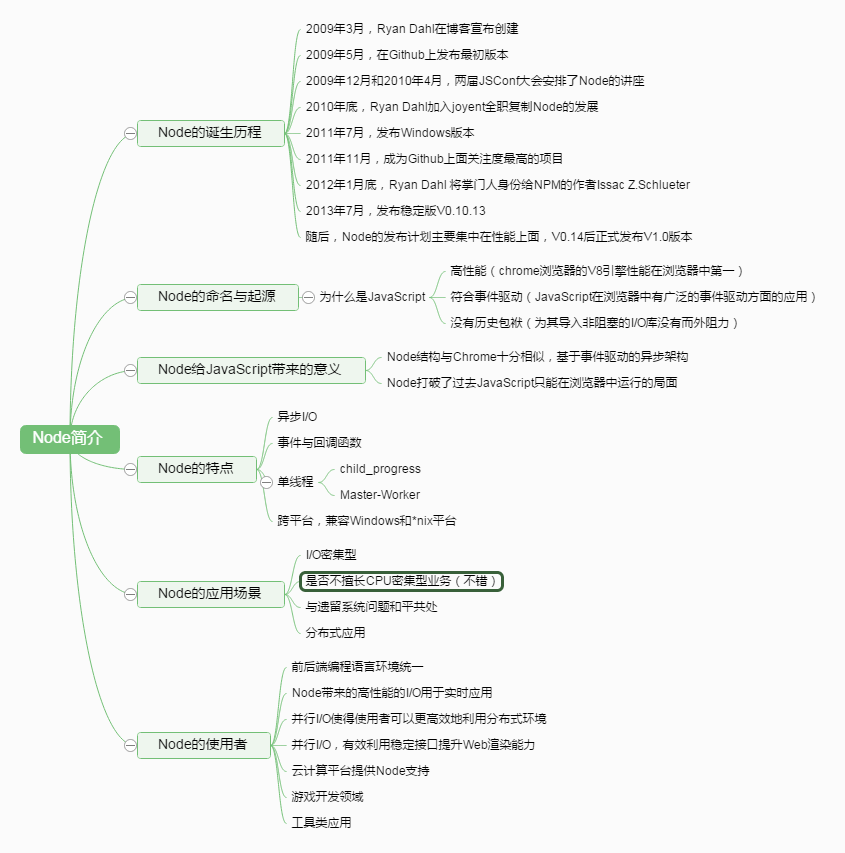 Node简介
Node的诞生历程
2009年3月，Ryan Dahl在博客宣布创建
2009年5月，在Github上发布最初版本
2009年12月和2010年4月，两届JSConf大会安排了Node的讲座
2010年底，Ryan Dahl加入joyent全职复制Node的发展
2011年7月，发布Windows版本
2011年11月，成为Github上面关注度最高的项目
2012年1月底，Ryan Dahl 将掌门人身份给NPM的作者Issac Z.Schlueter
2013年7月，发布稳定版V0.10.13
随后，Node的发布计划主要集中在性能上面，V0.14后正式发布V1.0版本
Node的命名与起源
为什么是JavaScript
高性能（chrome浏览器的V8引擎性能在浏览器中第一）
符合事件驱动（JavaScript在浏览器中有广泛的事件驱动方面的应用）
没有历史包袱（为其导入非阻塞的I/O库没有而外阻力）
Node给JavaScript带来的意义
Node结构与Chrome十分相似，基于事件驱动的异步架构
Node打破了过去JavaScript只能在浏览器中运行的局面
Node的特点
异步I/O
事件与回调函数
单线程
child_progress
Master-Worker
跨平台，兼容Windows和*nix平台
Node的应用场景
I/O密集型
是否不擅长CPU密集型业务（不错）
与遗留系统问题和平共处
分布式应用
Node的使用者
前后端编程语言环境统一
Node带来的高性能的I/O用于实时应用
并行I/O使得使用者可以更高效地利用分布式环境
并行I/O，有效利用稳定接口提升Web渲染能力
云计算平台提供Node支持
游戏开发领域
工具类应用